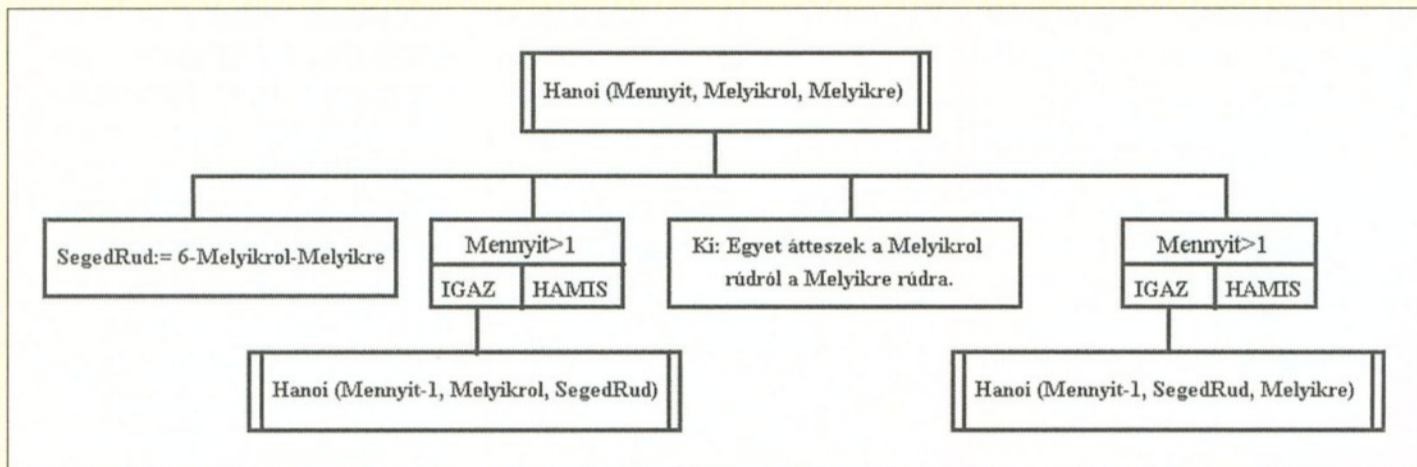 Hanoi (Mennyit, Melyikrol, Melyikre)
SegedRud:= 6-Melyikrol-Melyikre
Mennyit>1
IGAZ
HAMIS
Hanoi (Mennyit-1, Melyikrol, SegedRud)
Ki: Egyet átteszek a Melyikrol
rúdról a Melyikre rúdra.
Mennyit>1
IGAZ
HAMIS
Hanoi (Mennyit-1, SegedRud, Melyikre)